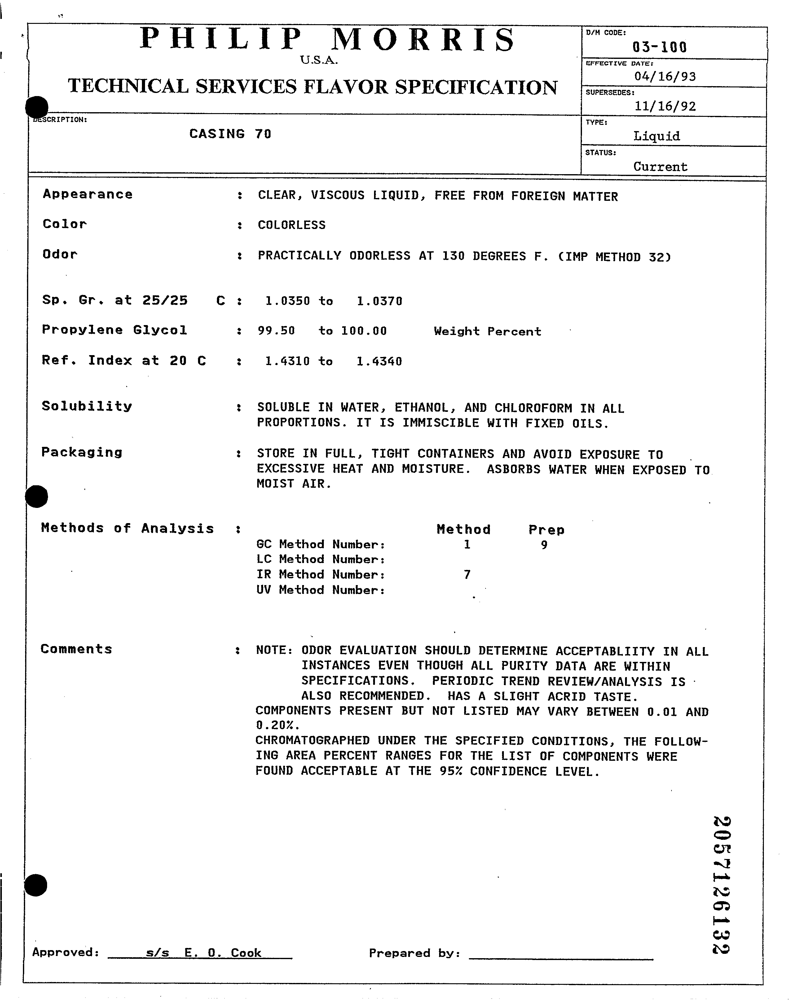 PHILIP MORRIS
U.S.A.
TECHNICAL SERVICES FLAVOR SPECIFICATION
D/M CODE:
03-100
EFFECTIVE DATE:
04/16/93
SUPERSEDES:
11/16/92
DESCRIPTION:
CASING 70
TYPE:
Liquid
STATUS:
Current
Appearance : CLEAR, VISCOUS LIQUID, FREE FROM FOREIGN MATTER
Color : COLORLESS
Odor : PRACTICALLY ODORLESS AT 130 DEGREES F. (IMP METHOD 32)
Sp. Gr. at 25/25 C : 1.0350 to 1.0370
Propylene Glycol : 99.50 to 100.00 Weight Percent
Ref. Index at 20 C : 1.4310 to 1.4340
Solubility : SOLUBLE IN WATER, ETHANOL, AND CHLOROFORM IN ALL
PROPORTIONS. IT IS IMMISCIBLE WITH FIXED OILS.
Packaging : STORE IN FULL, TIGHT CONTAINERS AND AVOID EXPOSURE TO
EXCESSIVE HEAT AND MOISTURE. ASBORBS WATER WHEN EXPOSED TO
MOIST AIR.
Methods of Analysis : Method Prep
GC Method Number: 1 9
LC Method Number:
IR Method Number: 7
UV Method Number:
Comments : NOTE: ODOR EVALUATION SHOULD DETERMINE ACCEPTABLIITY IN ALL
INSTANCES EVEN THOUGH ALL PURITY DATA ARE WITHIN
SPECIFICATIONS. PERIODIC TREND REVIEW/ANALYSIS IS
ALSO RECOMMENDED. HAS A SLIGHT ACRID TASTE.
COMPONENTS PRESENT BUT NOT LISTED MAY VARY BETWEEN 0.01 AND
0.20%.
CHROMATOGRAPHED UNDER THE SPECIFIED CONDITIONS, THE FOLLOW-
ING AREA PERCENT RANGES FOR THE LIST OF COMPONENTS WERE
FOUND ACCEPTABLE AT THE 95% CONFIDENCE LEVEL.
2057126132
Approved: s/s E. O. Cook Prepared by: